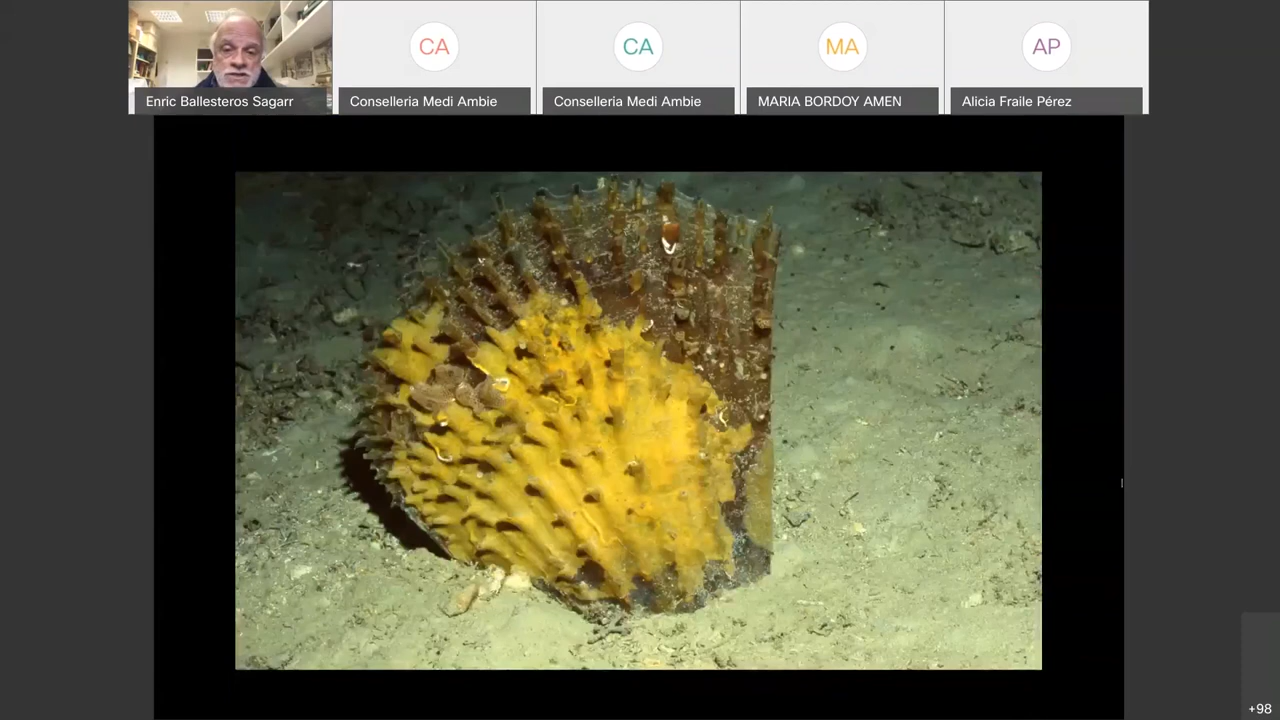 CA
CA
MA
AP
Enric Ballesteros Sagarr
Conselleria Medi Ambie
Conselleria Medi Ambie
MARIA BORDOY AMEN
Alicia Fraile Pérez
+98